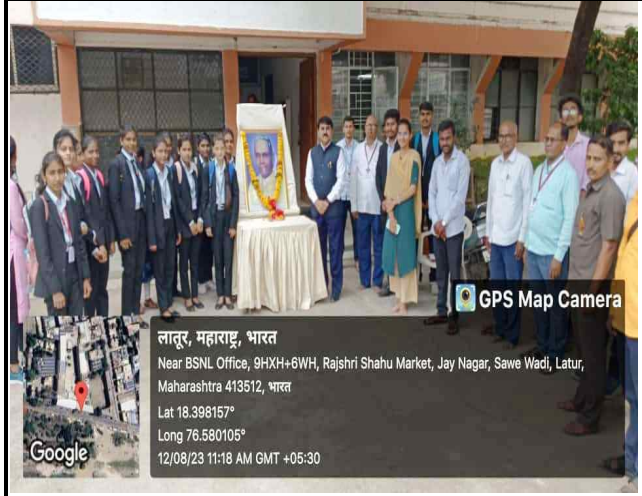 GPS Map Camera
लातूर, महाराष्ट्र, भारत
Near BSNL Office, 9HXH+6WH, Rajshri Shahu Market, Jay Nagar, Sawe Wadi, Latur,
Maharashtra 413512, भारत
Lat 18.398157°
Long 76.580105°
12/08/23 11:18 AM GMT +05:30
Google